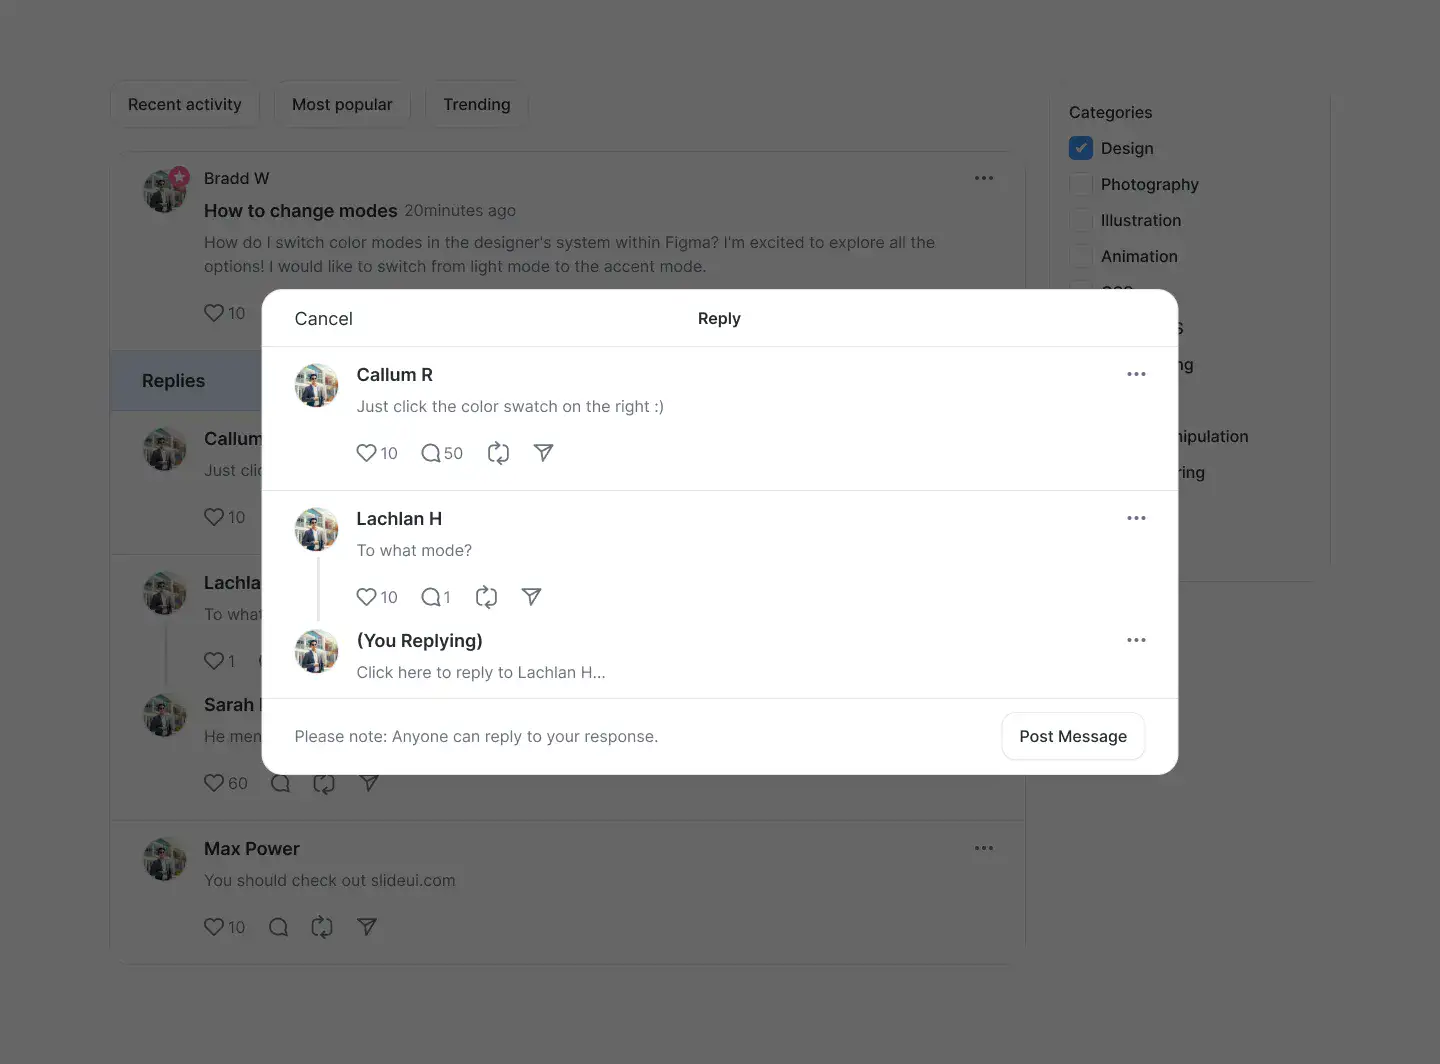 Recent activity
Most popular
Trending
Categories
Design
Photography
Illustration
Animation
Bradd W
How to change modes 20minutes ago
How do I switch color modes in the designer's system within Figma? I'm excited to explore all the
options! I would like to switch from light mode to the accent mode.
10
Replies
Callum
Just clic
10
Lachla
To what
1
Sarah
He men
60
Max Power
You should check out slideui.com
10
Cancel
Reply
Callum R
Just click the color swatch on the right :)
10 50
Lachlan H
To what mode?
10 1
(You Replying)
Click here to reply to Lachlan H...
Please note: Anyone can reply to your response.
Post Message
nipulation
ring
ng